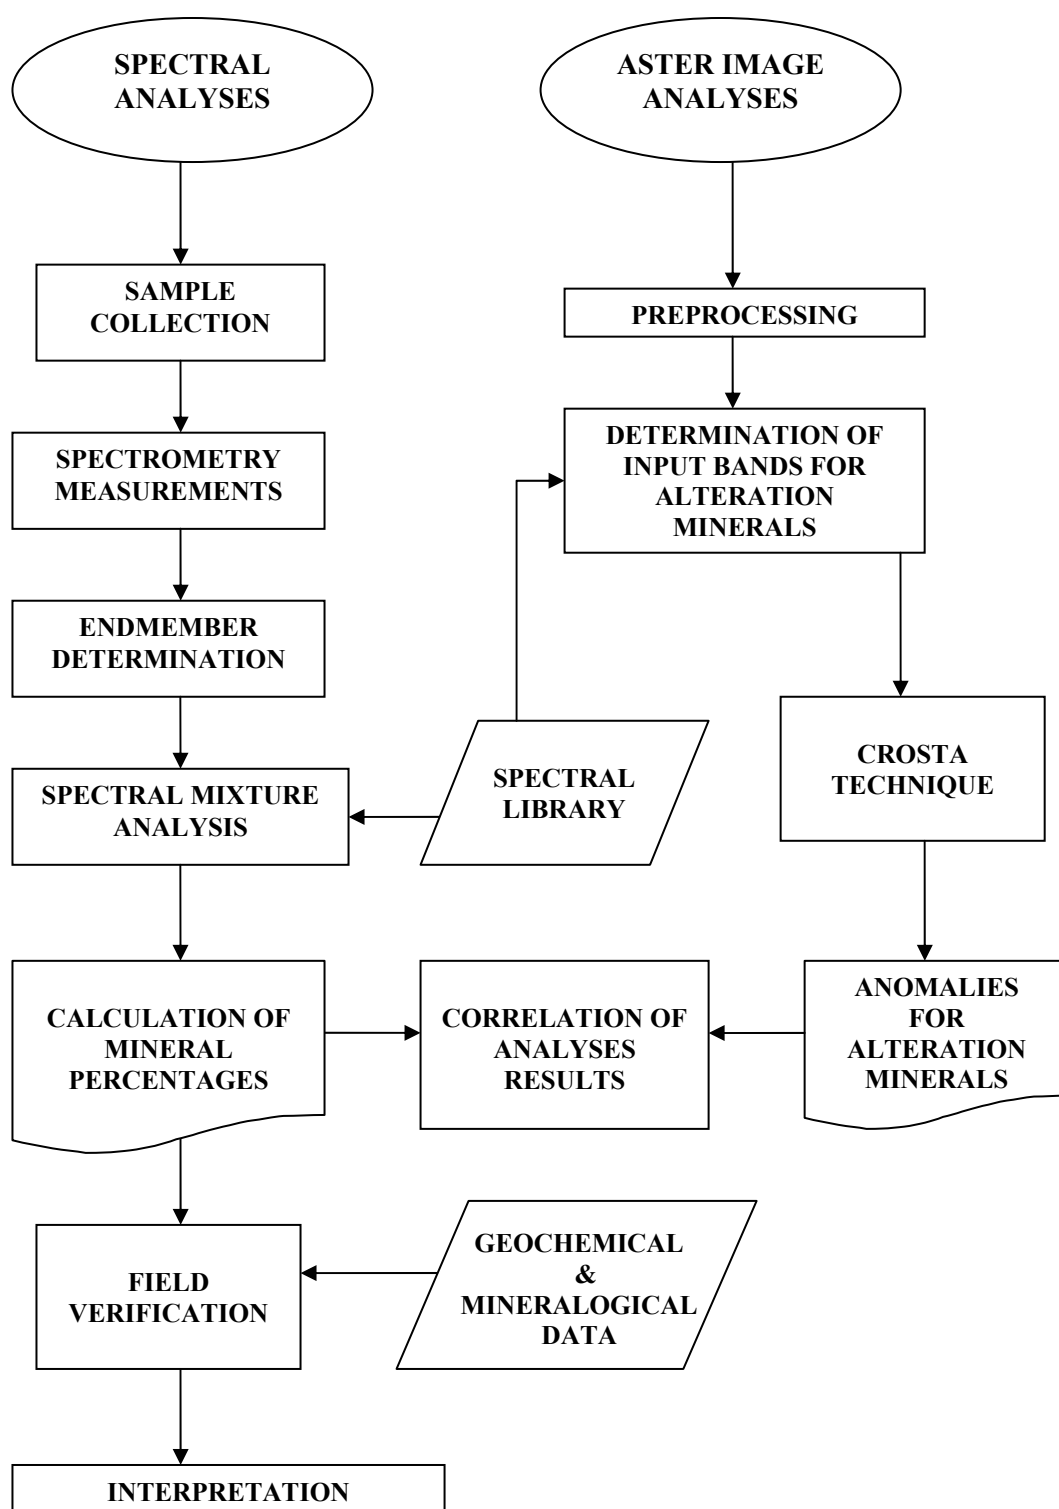 SPECTRAL
ANALYSES
ASTER IMAGE
ANALYSES
SAMPLE
COLLECTION
PREPROCESSING
SPECTROMETRY
MEASUREMENTS
DETERMINATION OF
INPUT BANDS FOR
ALTERATION
MINERALS
ENDMEMBER
DETERMINATION
SPECTRAL MIXTURE
ANALYSIS
SPECTRAL
LIBRARY
CROSTA
TECHNIQUE
CALCULATION OF
MINERAL
PERCENTAGES
CORRELATION OF
ANALYSES
RESULTS
ANOMALIES
FOR
ALTERATION
MINERALS
FIELD
VERIFICATION
GEOCHEMICAL
&
MINERALOGICAL
DATA
INTERPRETATION